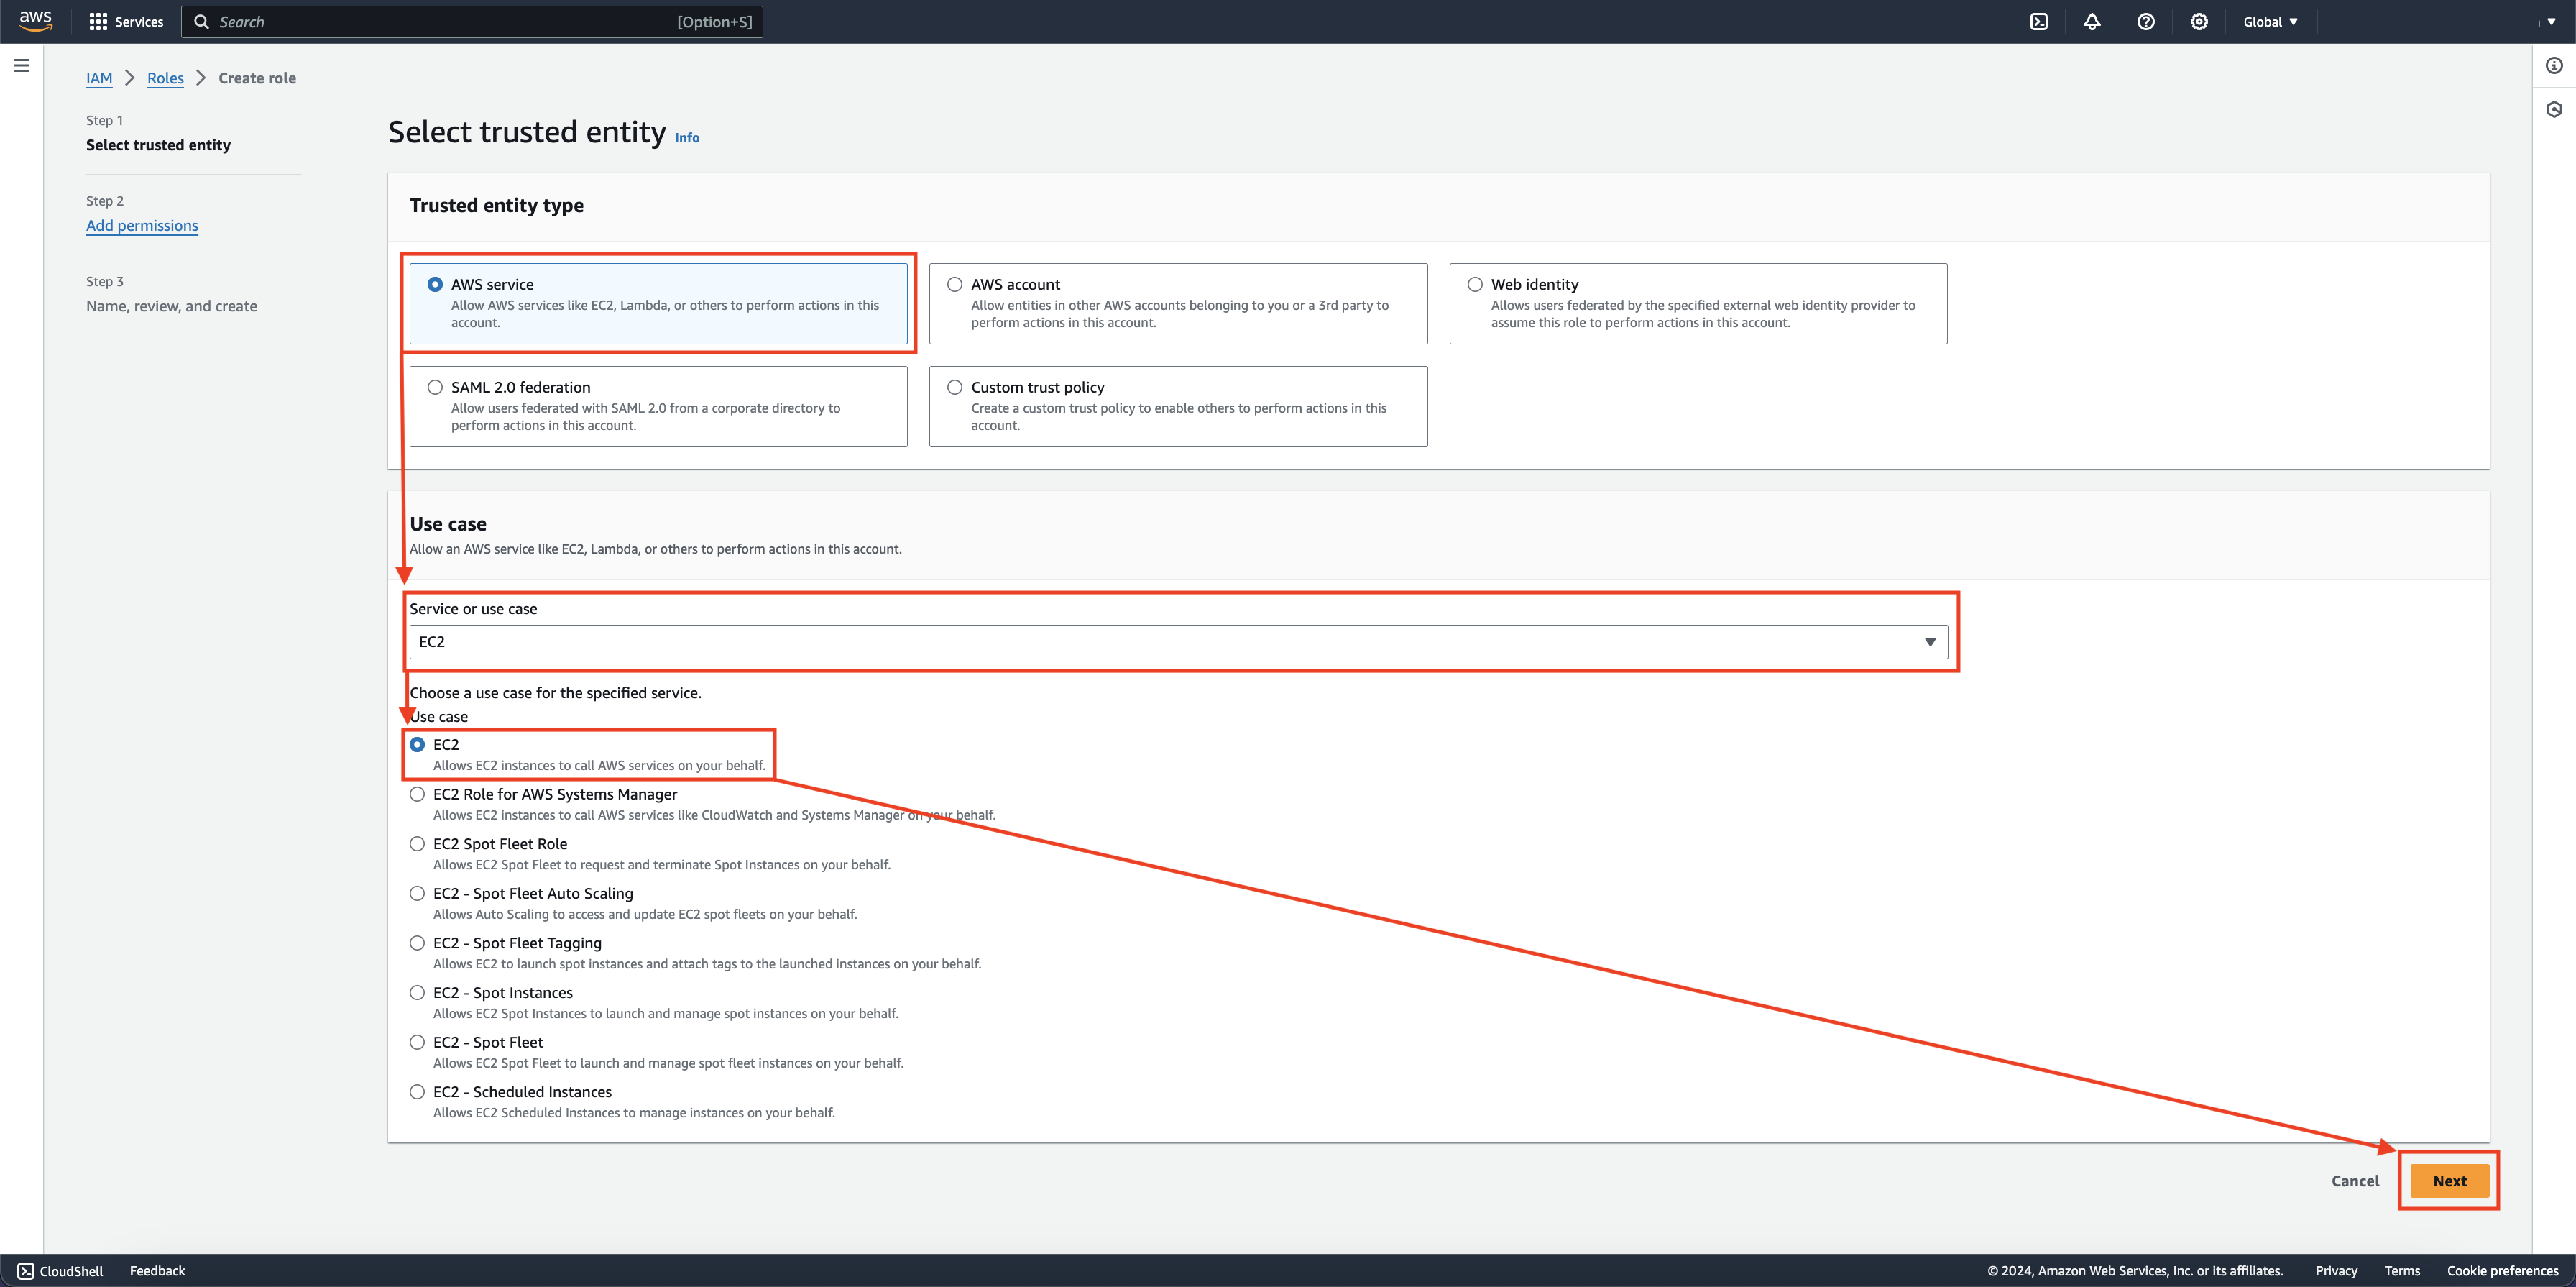 aws
Services
Search
[Option+S]
Global
IAM
Roles
Create role
Step 1
Select trusted entity
Step 2
Add permissions
Step 3
Name, review, and create
Select trusted entity Info
Trusted entity type
AWS service
Allow AWS services like EC2, Lambda, or others to perform actions in this
account.
AWS account
Allow entities in other AWS accounts belonging to you or a 3rd party to
perform actions in this account.
Web identity
Allows users federated by the specified external web identity provider to
assume this role to perform actions in this account.
SAML 2.0 federation
Allow users federated with SAML 2.0 from a corporate directory to
perform actions in this account.
Custom trust policy
Create a custom trust policy to enable others to perform actions in this
account.
Use case
Allow an AWS service like EC2, Lambda, or others to perform actions in this account.
Service or use case
EC2
Choose a use case for the specified service.
Use case
EC2
Allows EC2 instances to call AWS services on your behalf.
EC2 Role for AWS Systems Manager
Allows EC2 instances to call AWS services like CloudWatch and Systems Manager on your behalf.
EC2 Spot Fleet Role
Allows EC2 Spot Fleet to request and terminate Spot Instances on your behalf.
EC2 - Spot Fleet Auto Scaling
Allows Auto Scaling to access and update EC2 spot fleets on your behalf.
EC2 - Spot Fleet Tagging
Allows EC2 to launch spot instances and attach tags to the launched instances on your behalf.
EC2 - Spot Instances
Allows EC2 Spot Instances to launch and manage spot instances on your behalf.
EC2 - Spot Fleet
Allows EC2 Spot Fleet to launch and manage spot fleet instances on your behalf.
EC2 - Scheduled Instances
Allows EC2 Scheduled Instances to manage instances on your behalf.
Cancel
Next
CloudShell
Feedback
© 2024, Amazon Web Services, Inc. or its affiliates.
Privacy
Terms
Cookie preferences